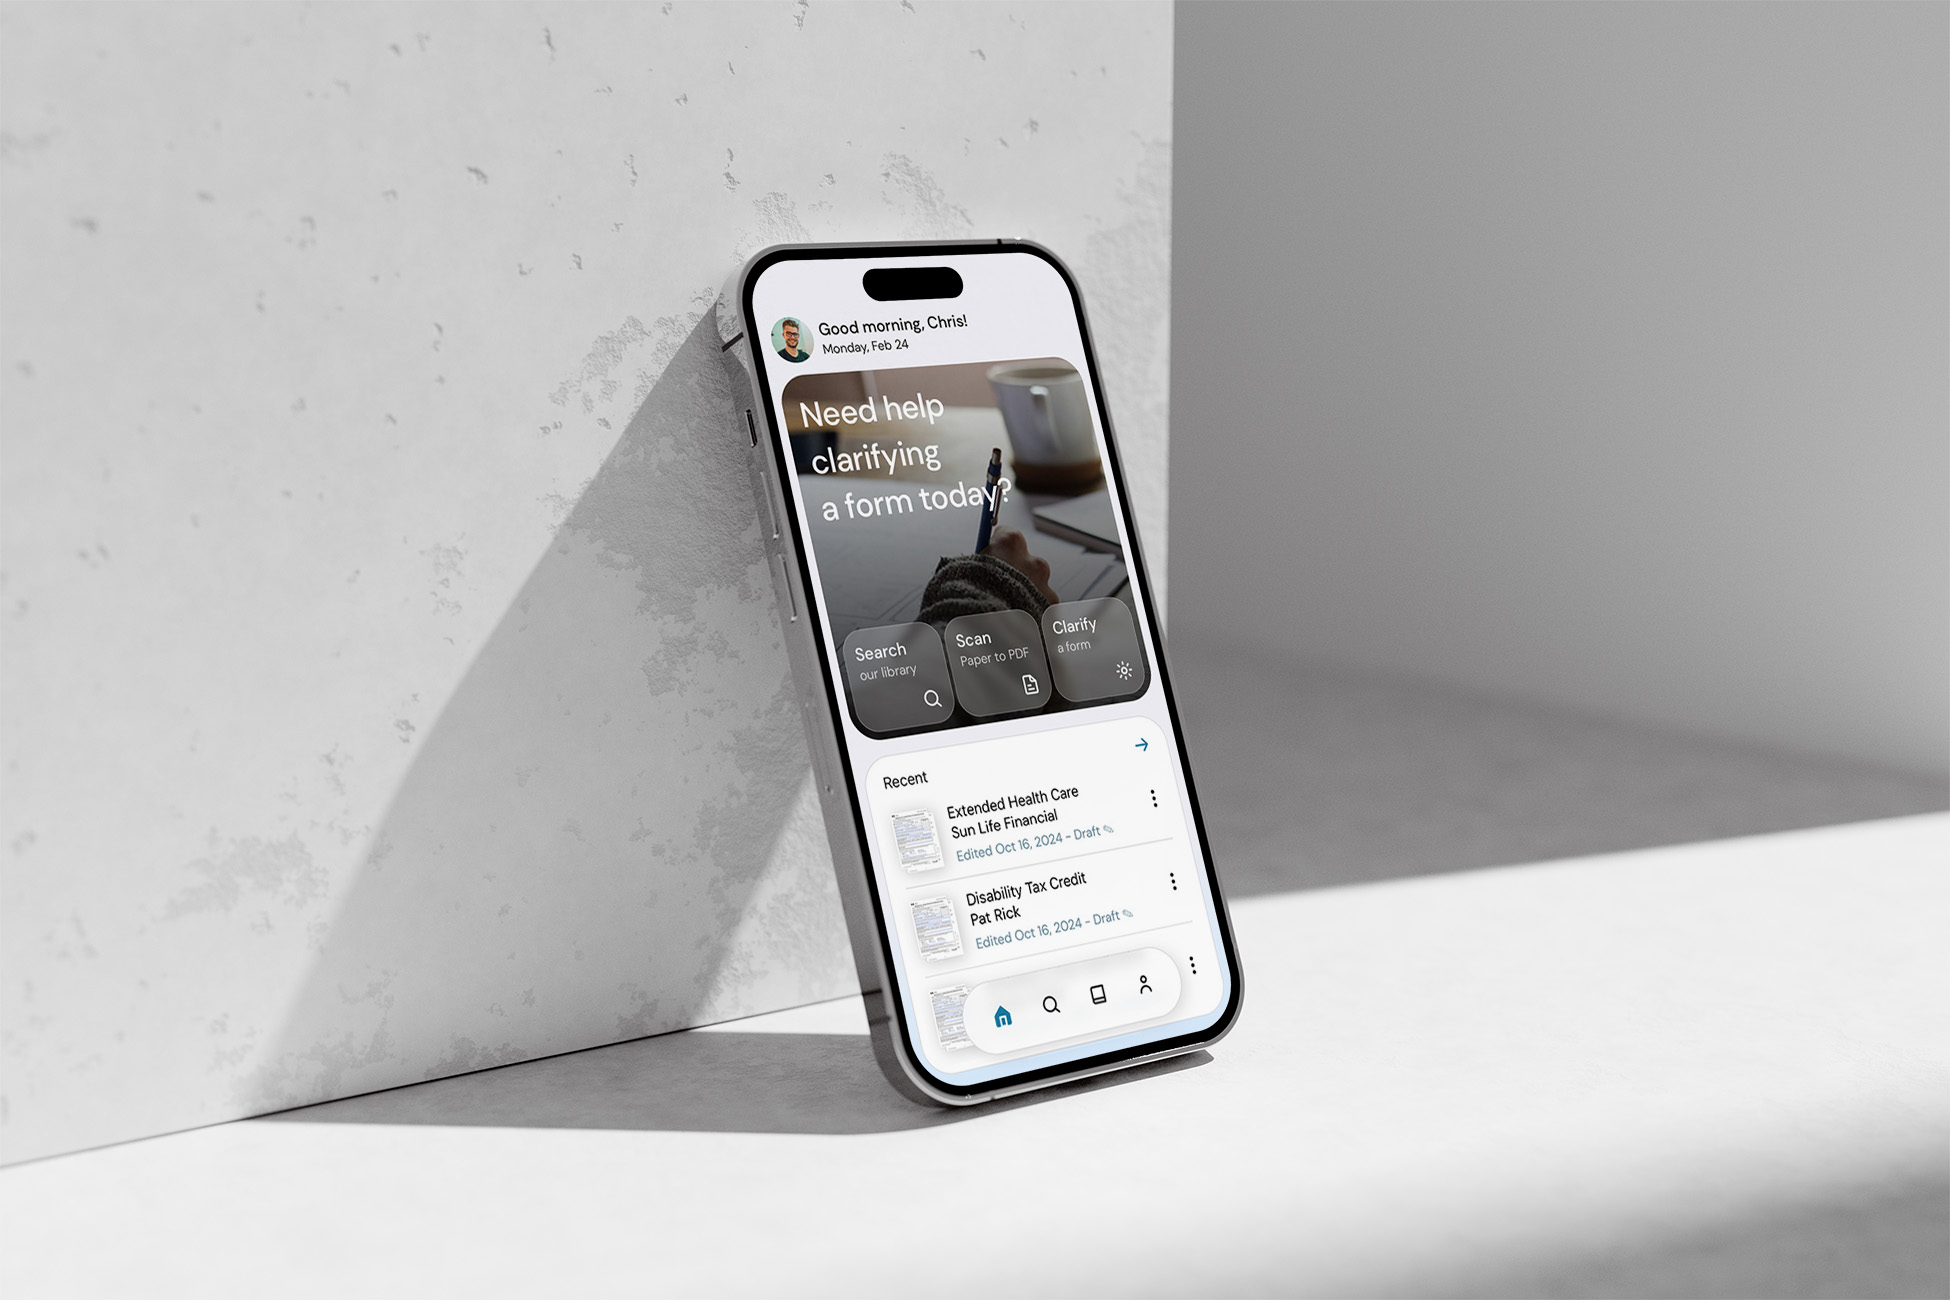 Good morning, Chris!
Monday, Feb 24
Need help
clarifying
a form today?
Search
our library
Scan
Paper to PDF
Clarify
a form
Recent
Extended Health Care
Sun Life Financial
Edited Oct 16, 2024 - Draft
Disability Tax Credit
Pat Rick
Edited Oct 16, 2024 - Draft